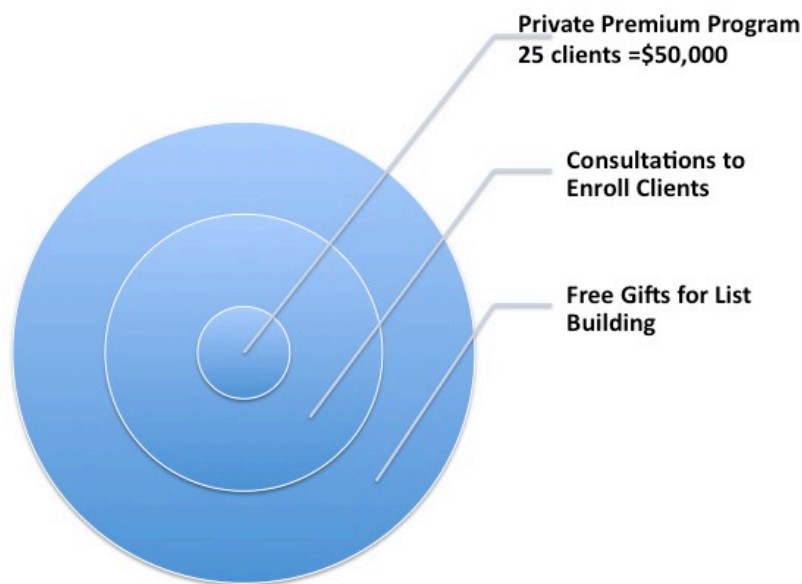 Private Premium Program
25 clients =$50,000
Consultations to
Enroll Clients
Free Gifts for List
Building